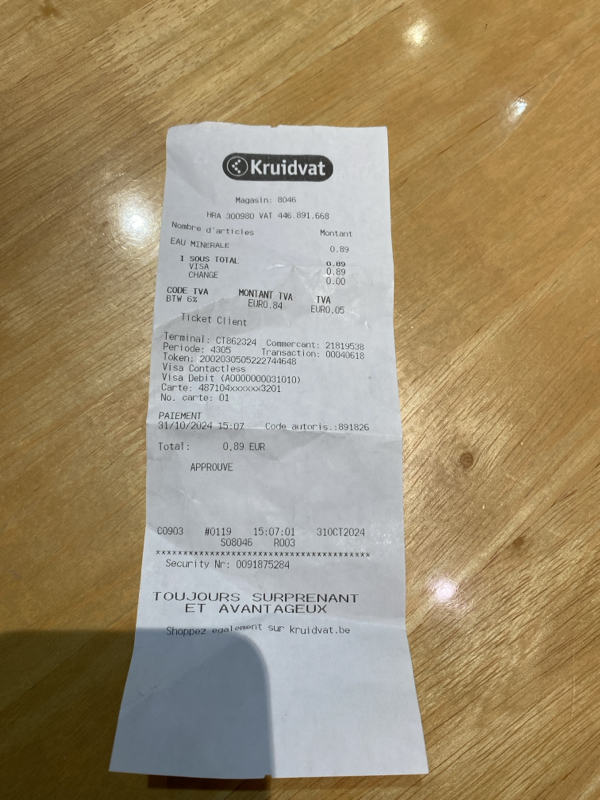 Kruidvat
Magasin: 8046
HRA 300980 VAT 446.891.668
Nombre d'articles Montant
EAU MINERALE 0.89
1 SOUS TOTAL 0.89
VISA 0.89
CHANGE 0.00
CODE TVA MONTANT TVA TVA
BTW 6% EUR0.84 EUR0.05
Ticket Client
Terminal: CT862324 Commercant: 21819538
Periode: 4305 Transaction: 00040618
Token: 2002030505222744648
Visa Contactless
Visa Debit (A0000000031010)
Carte: 487104xxxxxx3201
No. carte: 01
PAIEMENT
31/10/2024 15:07 Code autoris.:891826
Total: 0,89 EUR
APPROUVE
C0903 #0119 15:07:01 31OCT2024
S08046 R003
*****************************************
Security Nr: 0091875284
TOUJOURS SURPRENANT
ET AVANTAGEUX
Shoppez egalement sur kruidvat.be